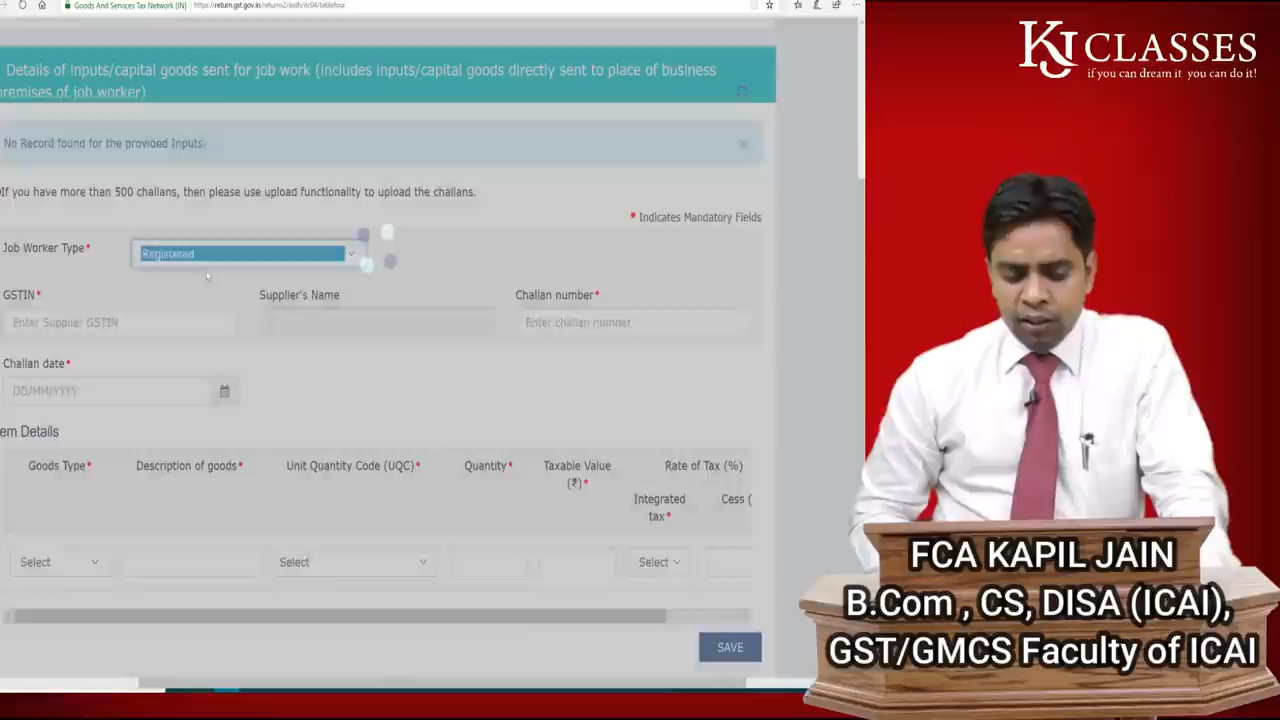 Goods And Services Tax Network [IN]
https://return.gst.gov.in/returns2/auth/itc04/tablefour
KJ CLASSES
if you can dream it you can do it!
Details of inputs/capital goods sent for job work (includes inputs/capital goods directly sent to place of business
remises of job worker)
No Record found for the provided Inputs.
If you have more than 500 challans, then please use upload functionality to upload the challans.
* Indicates Mandatory Fields
Job Worker Type*
Registered
GSTIN*
Supplier's Name
Challan number*
Enter Supplier GSTIN
Enter challan number
Challan date*
DD/MM/YYYY
em Details
Goods Type*
Description of goods*
Unit Quantity Code (UQC)*
Quantity*
Taxable Value
(₹)*
Rate of Tax (%)
Integrated
tax*
Cess (
Select
Select
Select
SAVE
FCA KAPIL JAIN
B.Com , CS, DISA (ICAI),
GST/GMCS Faculty of ICAI